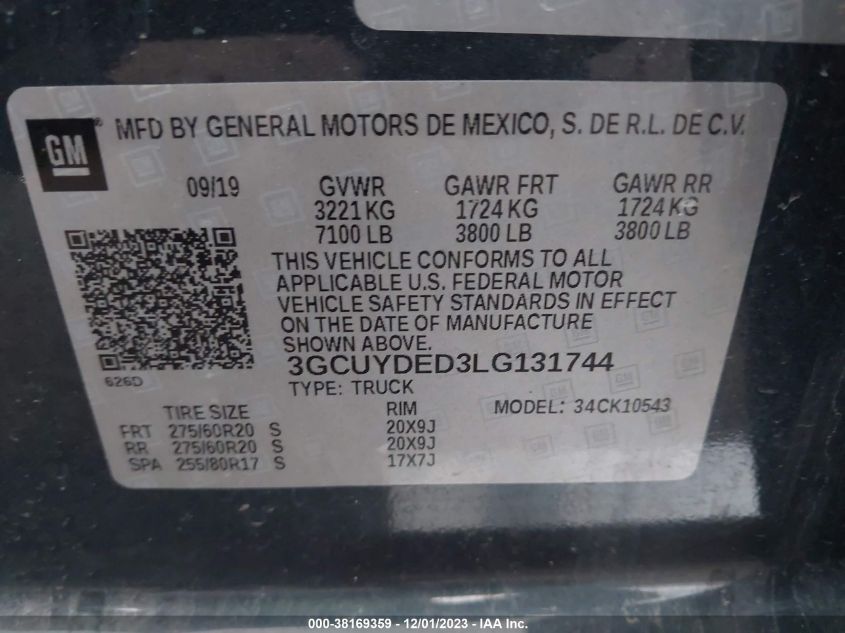 GM
MFD BY GENERAL MOTORS DE MEXICO, S. DE R.L. DE C.V.
09/19 GVWR GAWR FRT GAWR RR
3221 KG 1724 KG 1724 KG
7100 LB 3800 LB 3800 LB
THIS VEHICLE CONFORMS TO ALL
APPLICABLE U.S. FEDERAL MOTOR
VEHICLE SAFETY STANDARDS IN EFFECT
ON THE DATE OF MANUFACTURE
SHOWN ABOVE.
3GCUYDED3LG131744
626D
TYPE: TRUCK
TIRE SIZE RIM MODEL: 34CK10543
FRT 275/60R20 S 20X9J
RR 275/60R20 S 20X9J
SPA 255/80R17 S 17X7J
000-38169359 - 12/01/2023 - IAA Inc.